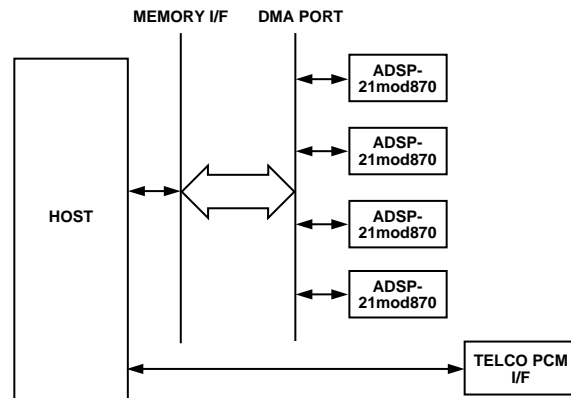 MEMORY I/F
DMA PORT
ADSP-
21mod870
ADSP-
21mod870
HOST
ADSP-
21mod870
ADSP-
21mod870
TELCO PCM
I/F